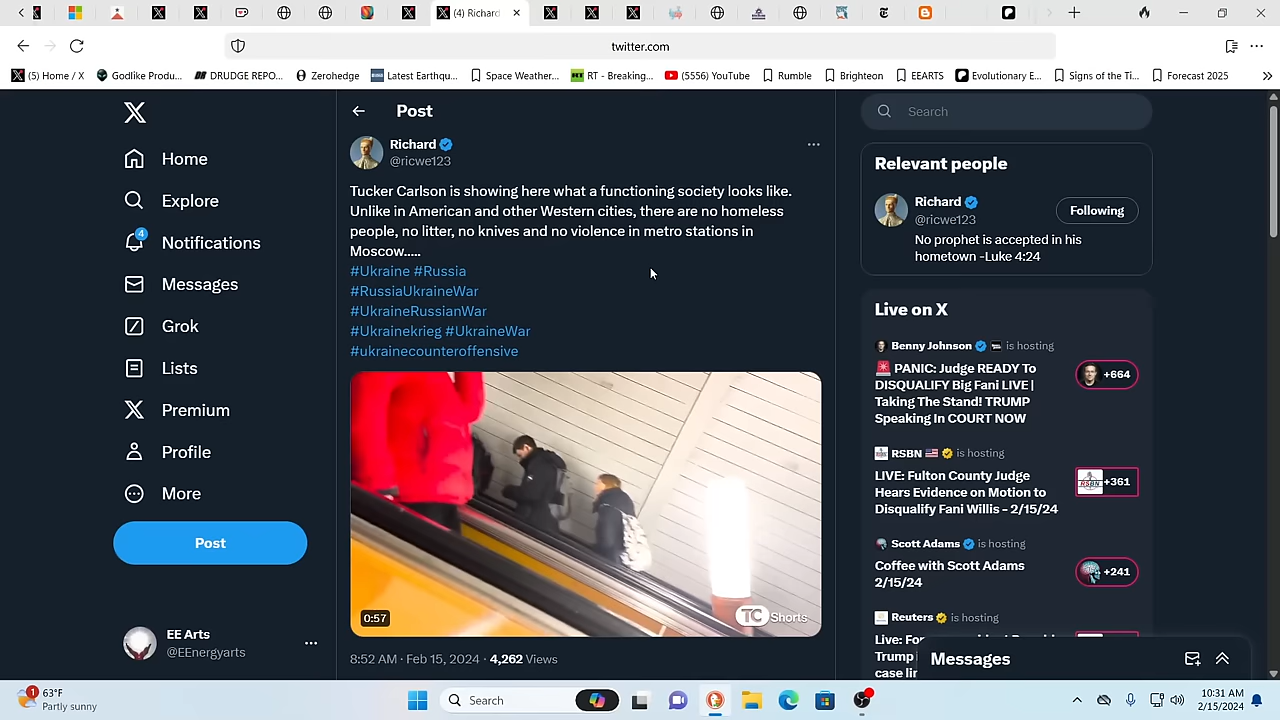 (4) Richard
twitter.com
(5) Home / X
Godlike Produ...
DRUDGE REPO...
Zerohedge
Latest Earthqu...
Space Weather...
RT - Breaking...
(5556) YouTube
Rumble
Brighteon
EEARTS
Evolutionary E...
Signs of the Ti...
Forecast 2025
Home
Explore
4
Notifications
Messages
Grok
Lists
Premium
Profile
More
Post
EE Arts
@EEnergyarts
Post
Richard
@ricwe123
Tucker Carlson is showing here what a functioning society looks like.
Unlike in American and other Western cities, there are no homeless
people, no litter, no knives and no violence in metro stations in
Moscow.....
#Ukraine #Russia
#RussiaUkraineWar
#UkraineRussianWar
#Ukrainekrieg #UkraineWar
#ukrainecounteroffensive
0:57
TC Shorts
8:52 AM · Feb 15, 2024 · 4,262 Views
Search
Relevant people
Richard
@ricwe123
Following
No prophet is accepted in his
hometown -Luke 4:24
Live on X
Benny Johnson is hosting
🚨 PANIC: Judge READY To
DISQUALIFY Big Fani LIVE |
Taking The Stand! TRUMP
Speaking In COURT NOW
+664
RSBN 🇺🇸 is hosting
LIVE: Fulton County Judge
Hears Evidence on Motion to
Disqualify Fani Willis - 2/15/24
RSBN
+361
Scott Adams is hosting
Coffee with Scott Adams
2/15/24
+241
Reuters is hosting
Trump
case
Messages
1
63°F
Partly sunny
Search
10:31 AM
2/15/2024